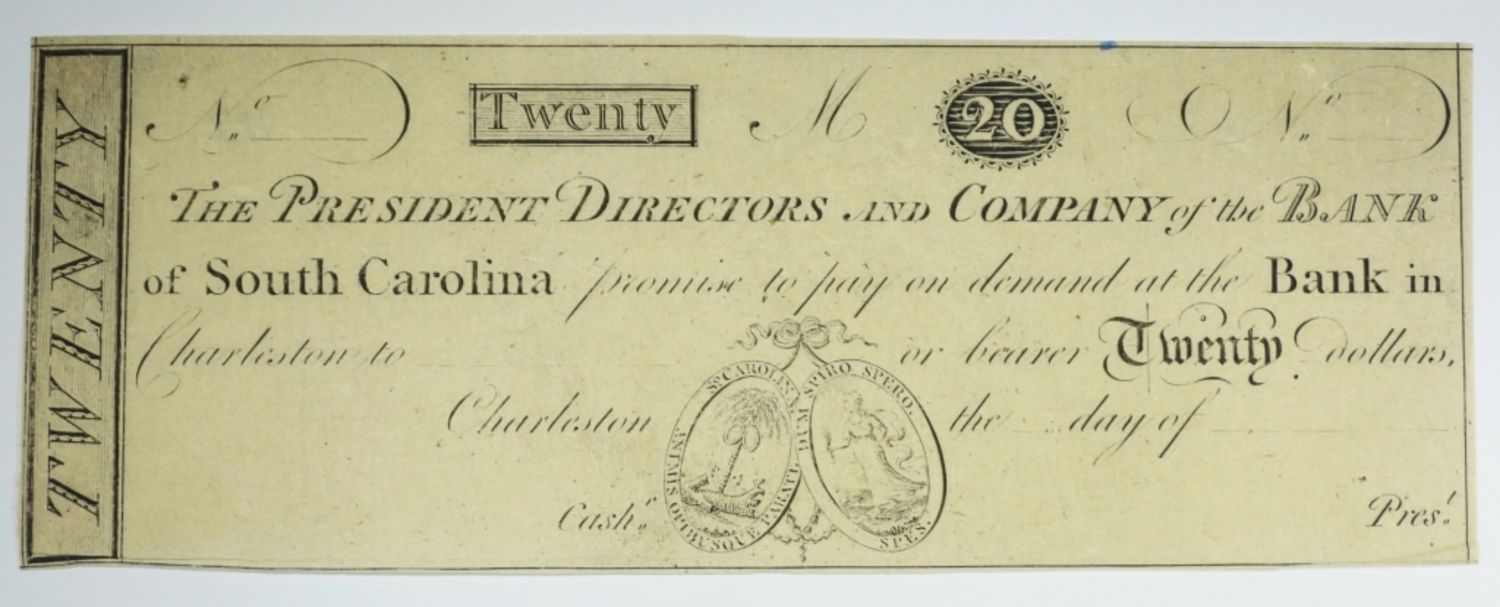 TWENTY
No Twenty M 20 No
THE PRESIDENT DIRECTORS AND COMPANY of the BANK
of South Carolina promise to pay on demand at the Bank in
Charleston to or bearer Twenty dollars,
Charleston the day of
So. CAROLINA. ANIMIS OPIBUSQUE PARATI.
DUM SPIRO SPERO. SPES.
Cashr. Prest.